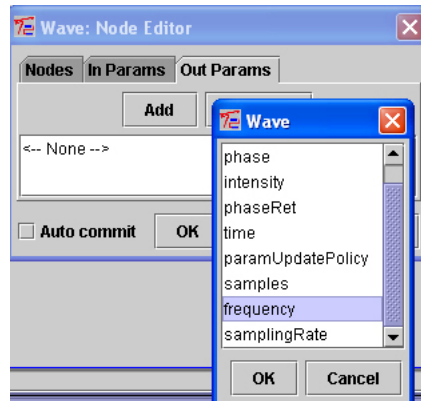 Wave: Node Editor
Nodes In Params Out Params
Add
<-- None -->
Auto commit OK
Wave
phase
intensity
phaseRet
time
paramUpdatePolicy
samples
frequency
samplingRate
OK Cancel